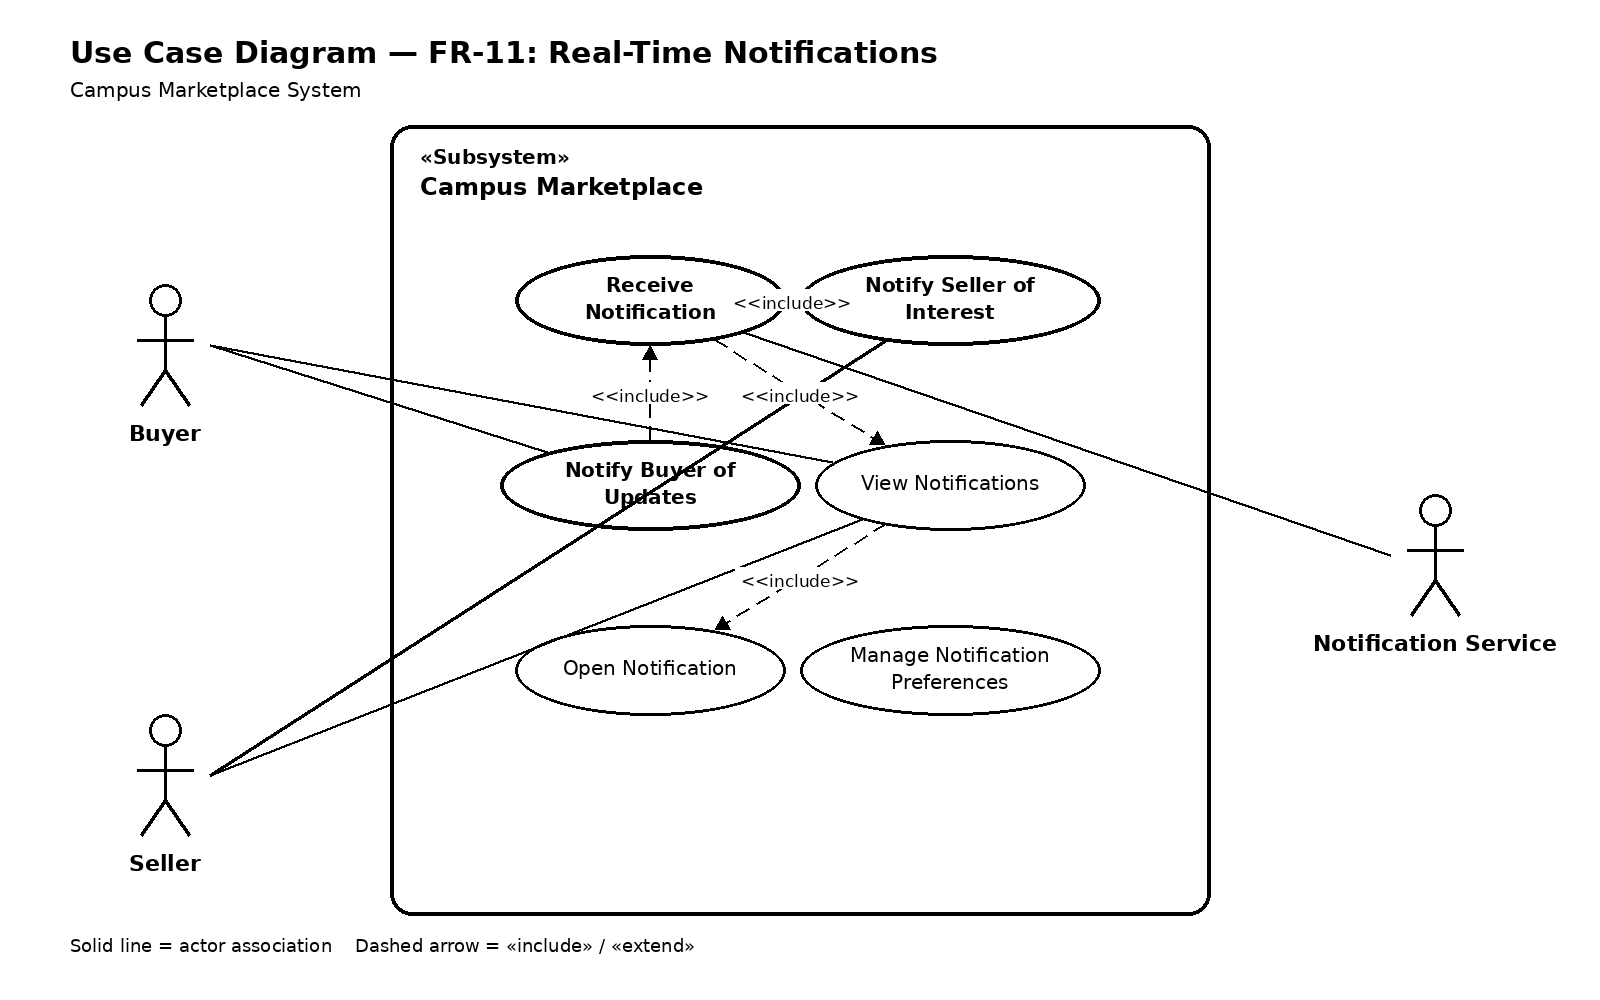 Use Case Diagram — FR-11: Real-Time Notifications
Campus Marketplace System
«Subsystem»
Campus Marketplace
Receive
Notification
<<include>>
Notify Seller of
Interest
<<include>>
<<include>>
Buyer
Notify Buyer of
Updates
View Notifications
<<include>>
Notification Service
Open Notification
Manage Notification
Preferences
Seller
Solid line = actor association    Dashed arrow = «include» / «extend»